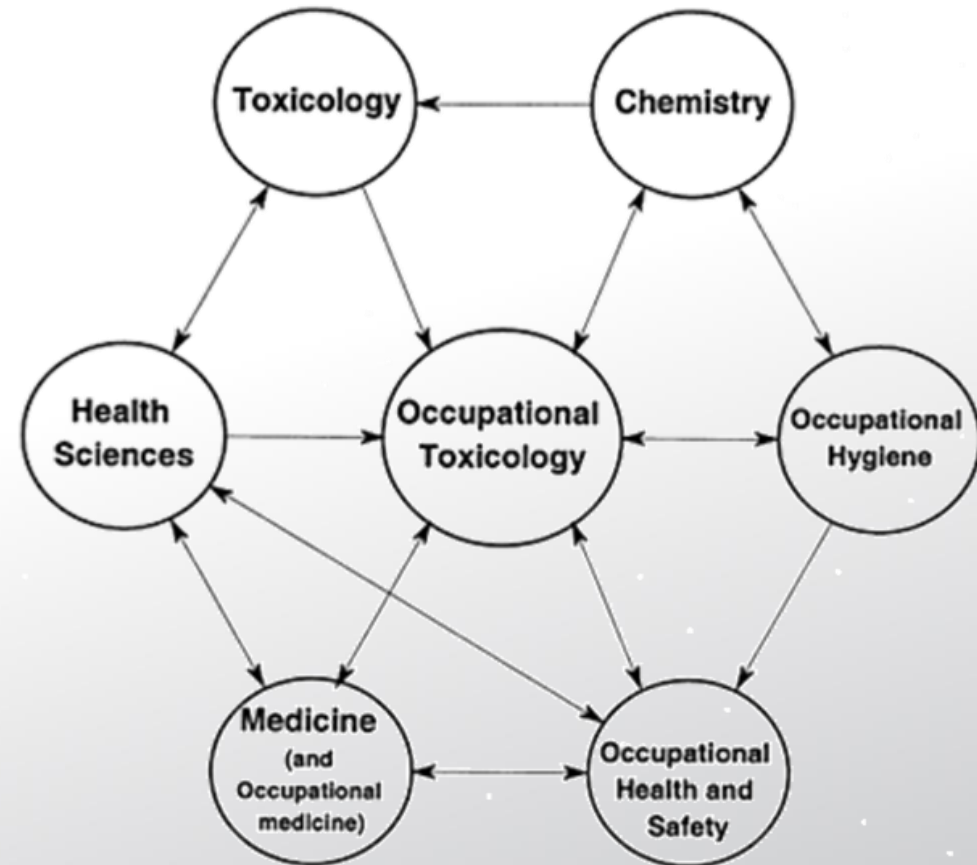 Toxicology
Chemistry
Health
Sciences
Occupational
Toxicology
Occupational
Hygiene
Medicine
(and
Occupational
medicine)
Occupational
Health and
Safety